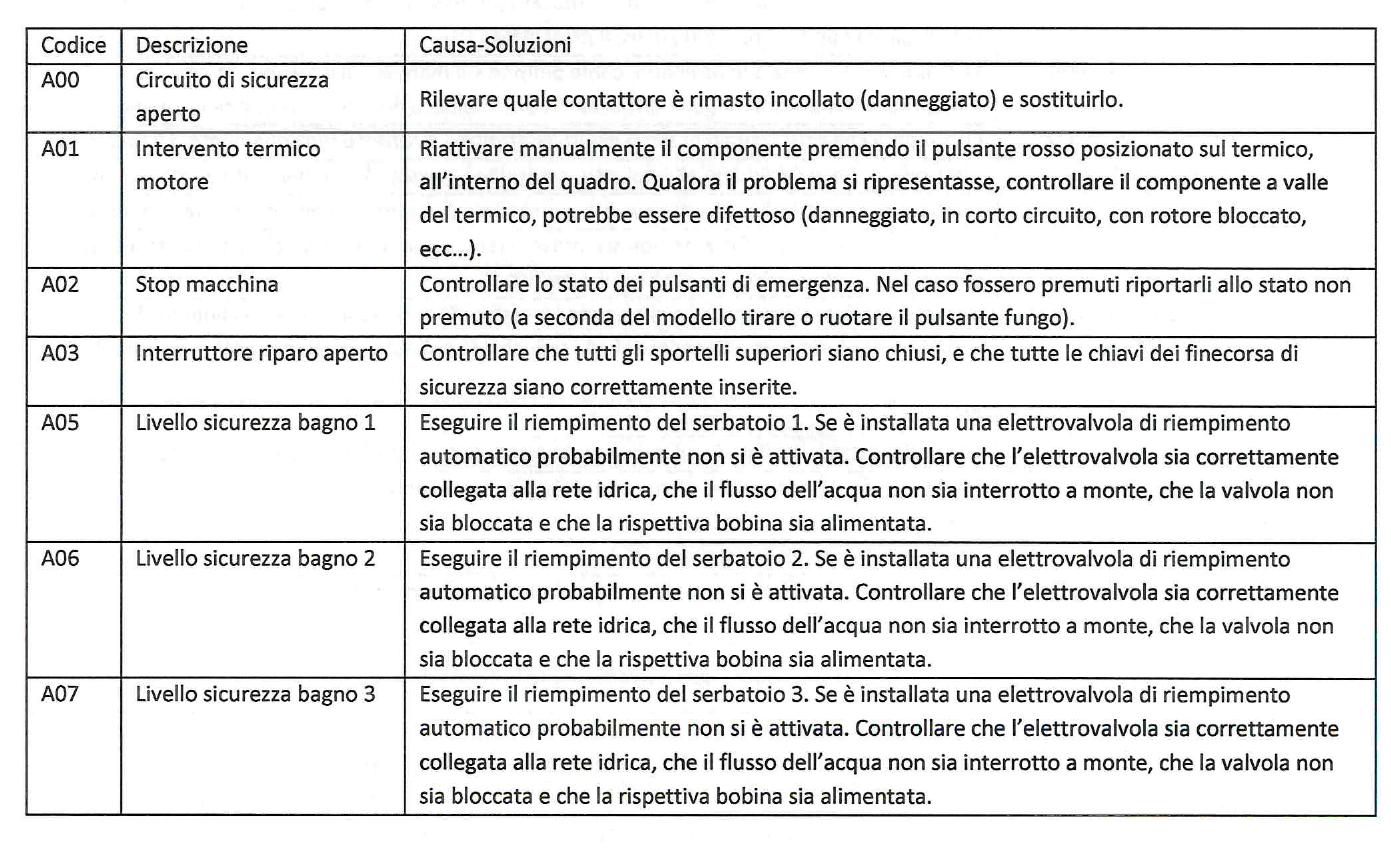 Codice Descrizione Causa-Soluzioni
A00 Circuito di sicurezza
aperto
Rilevare quale contattore è rimasto incollato (danneggiato) e sostituirlo.
A01 Intervento termico
motore
Riattivare manualmente il componente premendo il pulsante rosso posizionato sul termico,
all’interno del quadro. Qualora il problema si ripresentasse, controllare il componente a valle
del termico, potrebbe essere difettoso (danneggiato, in corto circuito, con rotore bloccato,
ecc...).
A02 Stop macchina
Controllare lo stato dei pulsanti di emergenza. Nel caso fossero premuti riportarli allo stato non
premuto (a seconda del modello tirare o ruotare il pulsante fungo).
A03 Interruttore riparo aperto
Controllare che tutti gli sportelli superiori siano chiusi, e che tutte le chiavi dei finecorsa di
sicurezza siano correttamente inserite.
A05 Livello sicurezza bagno 1
Eseguire il riempimento del serbatoio 1. Se è installata una elettrovalvola di riempimento
automatico probabilmente non si è attivata. Controllare che l’elettrovalvola sia correttamente
collegata alla rete idrica, che il flusso dell’acqua non sia interrotto a monte, che la valvola non
sia bloccata e che la rispettiva bobina sia alimentata.
A06 Livello sicurezza bagno 2
Eseguire il riempimento del serbatoio 2. Se è installata una elettrovalvola di riempimento
automatico probabilmente non si è attivata. Controllare che l’elettrovalvola sia correttamente
collegata alla rete idrica, che il flusso dell’acqua non sia interrotto a monte, che la valvola non
sia bloccata e che la rispettiva bobina sia alimentata.
A07 Livello sicurezza bagno 3
Eseguire il riempimento del serbatoio 3. Se è installata una elettrovalvola di riempimento
automatico probabilmente non si è attivata. Controllare che l’elettrovalvola sia correttamente
collegata alla rete idrica, che il flusso dell’acqua non sia interrotto a monte, che la valvola non
sia bloccata e che la rispettiva bobina sia alimentata.